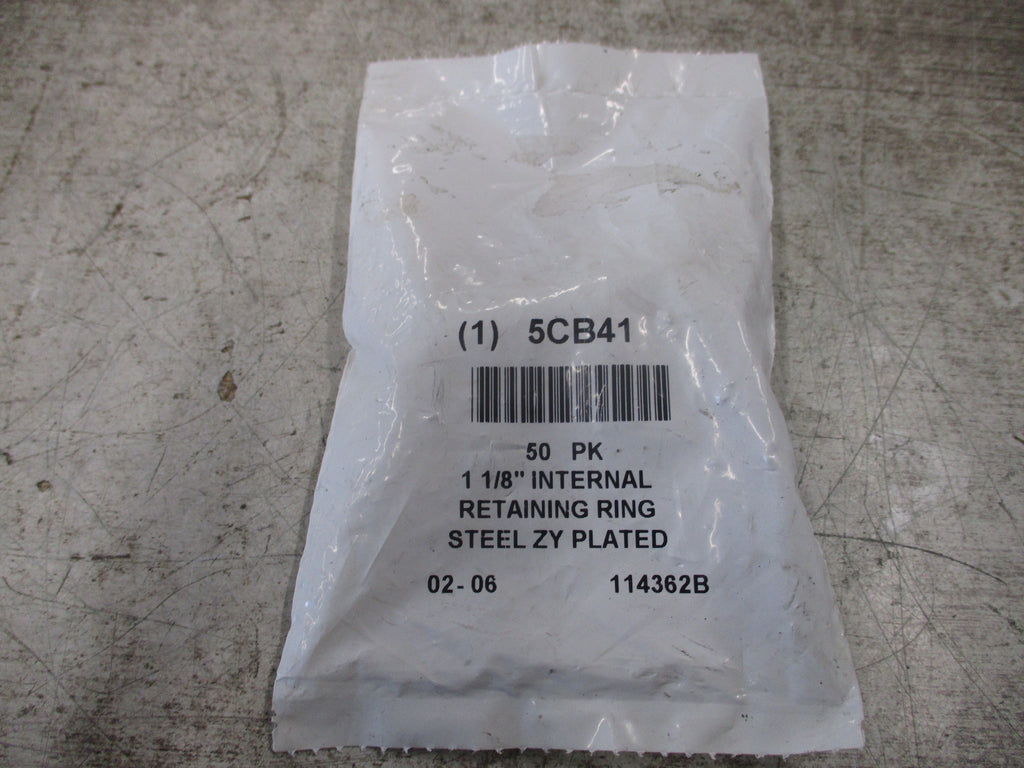 (1) 5CB41
50 PK
1 1/8" INTERNAL
RETAINING RING
STEEL ZY PLATED
02-06 114362B